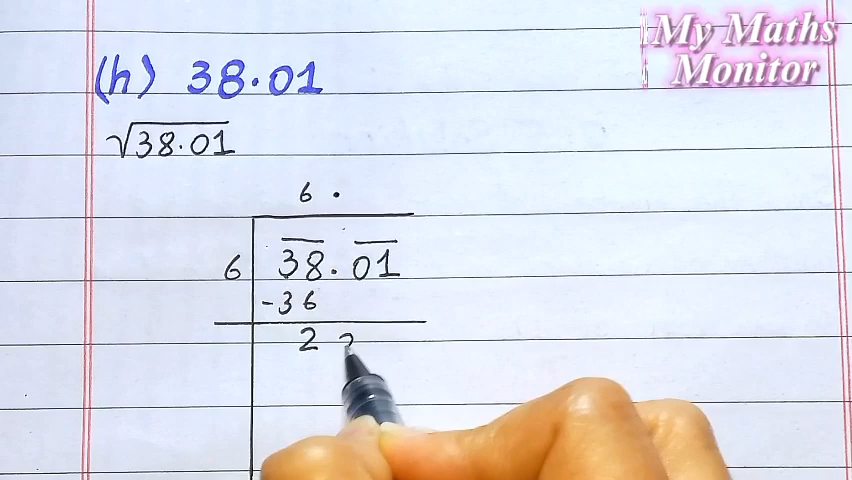 My Maths
Monitor
(h) 38.01
√38.01
6 .
6 38.01
-36
2